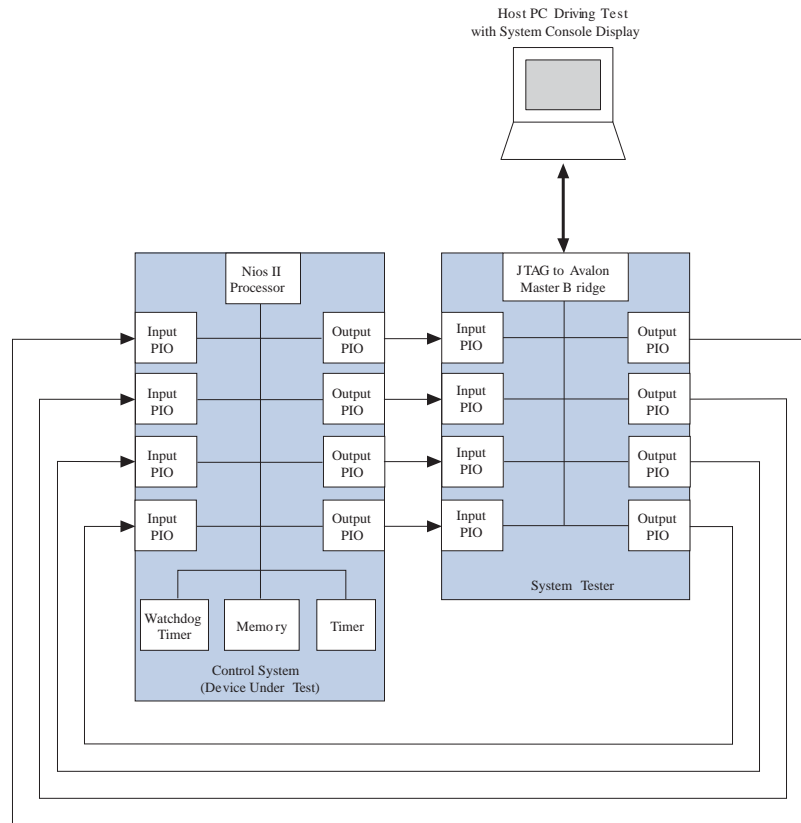 Host PC Driving Test
with System Console Display
Nios II
Processor
JTAG to Avalon
Master Bridge
Input
PIO
Output
PIO
Input
PIO
Output
PIO
Input
PIO
Output
PIO
Input
PIO
Output
PIO
Input
PIO
Output
PIO
Input
PIO
Output
PIO
Input
PIO
Output
PIO
Input
PIO
Output
PIO
System Tester
Watchdog
Timer
Memory
Timer
Control System
(Device Under Test)